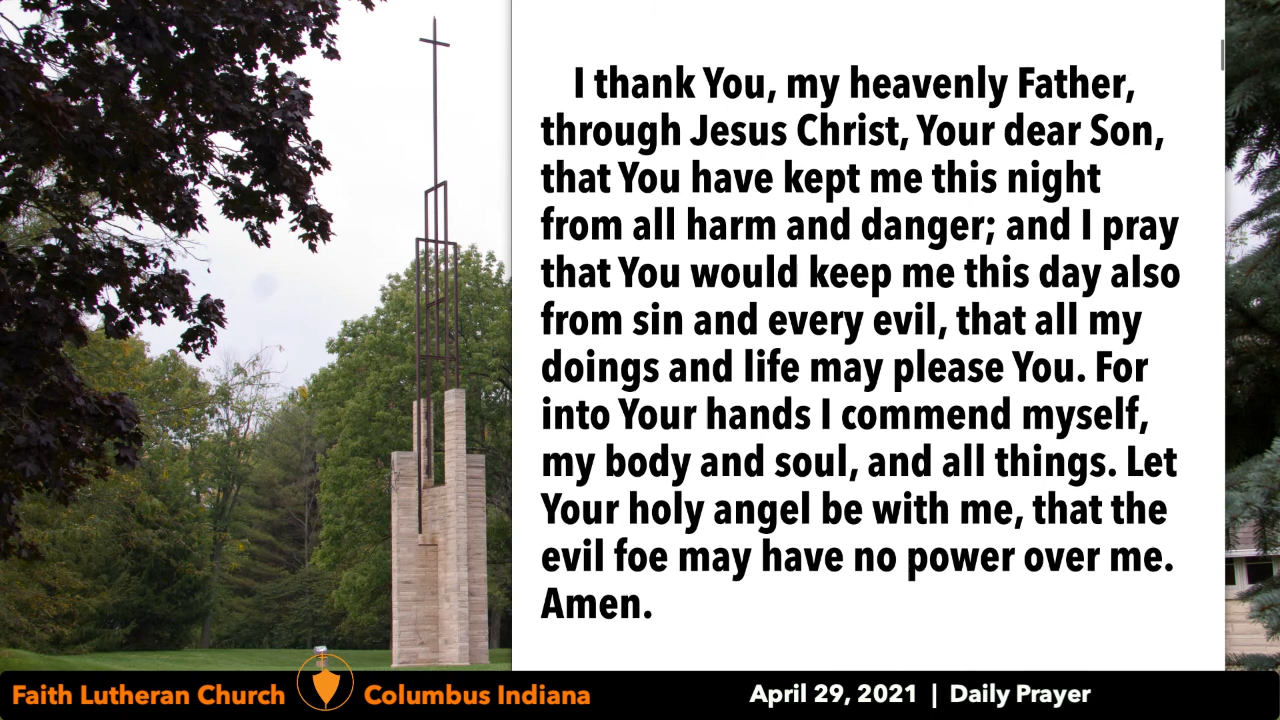 I thank You, my heavenly Father,
through Jesus Christ, Your dear Son,
that You have kept me this night
from all harm and danger; and I pray
that You would keep me this day also
from sin and every evil, that all my
doings and life may please You. For
into Your hands I commend myself,
my body and soul, and all things. Let
Your holy angel be with me, that the
evil foe may have no power over me.
Amen.
Faith Lutheran Church Columbus Indiana
April 29, 2021 | Daily Prayer